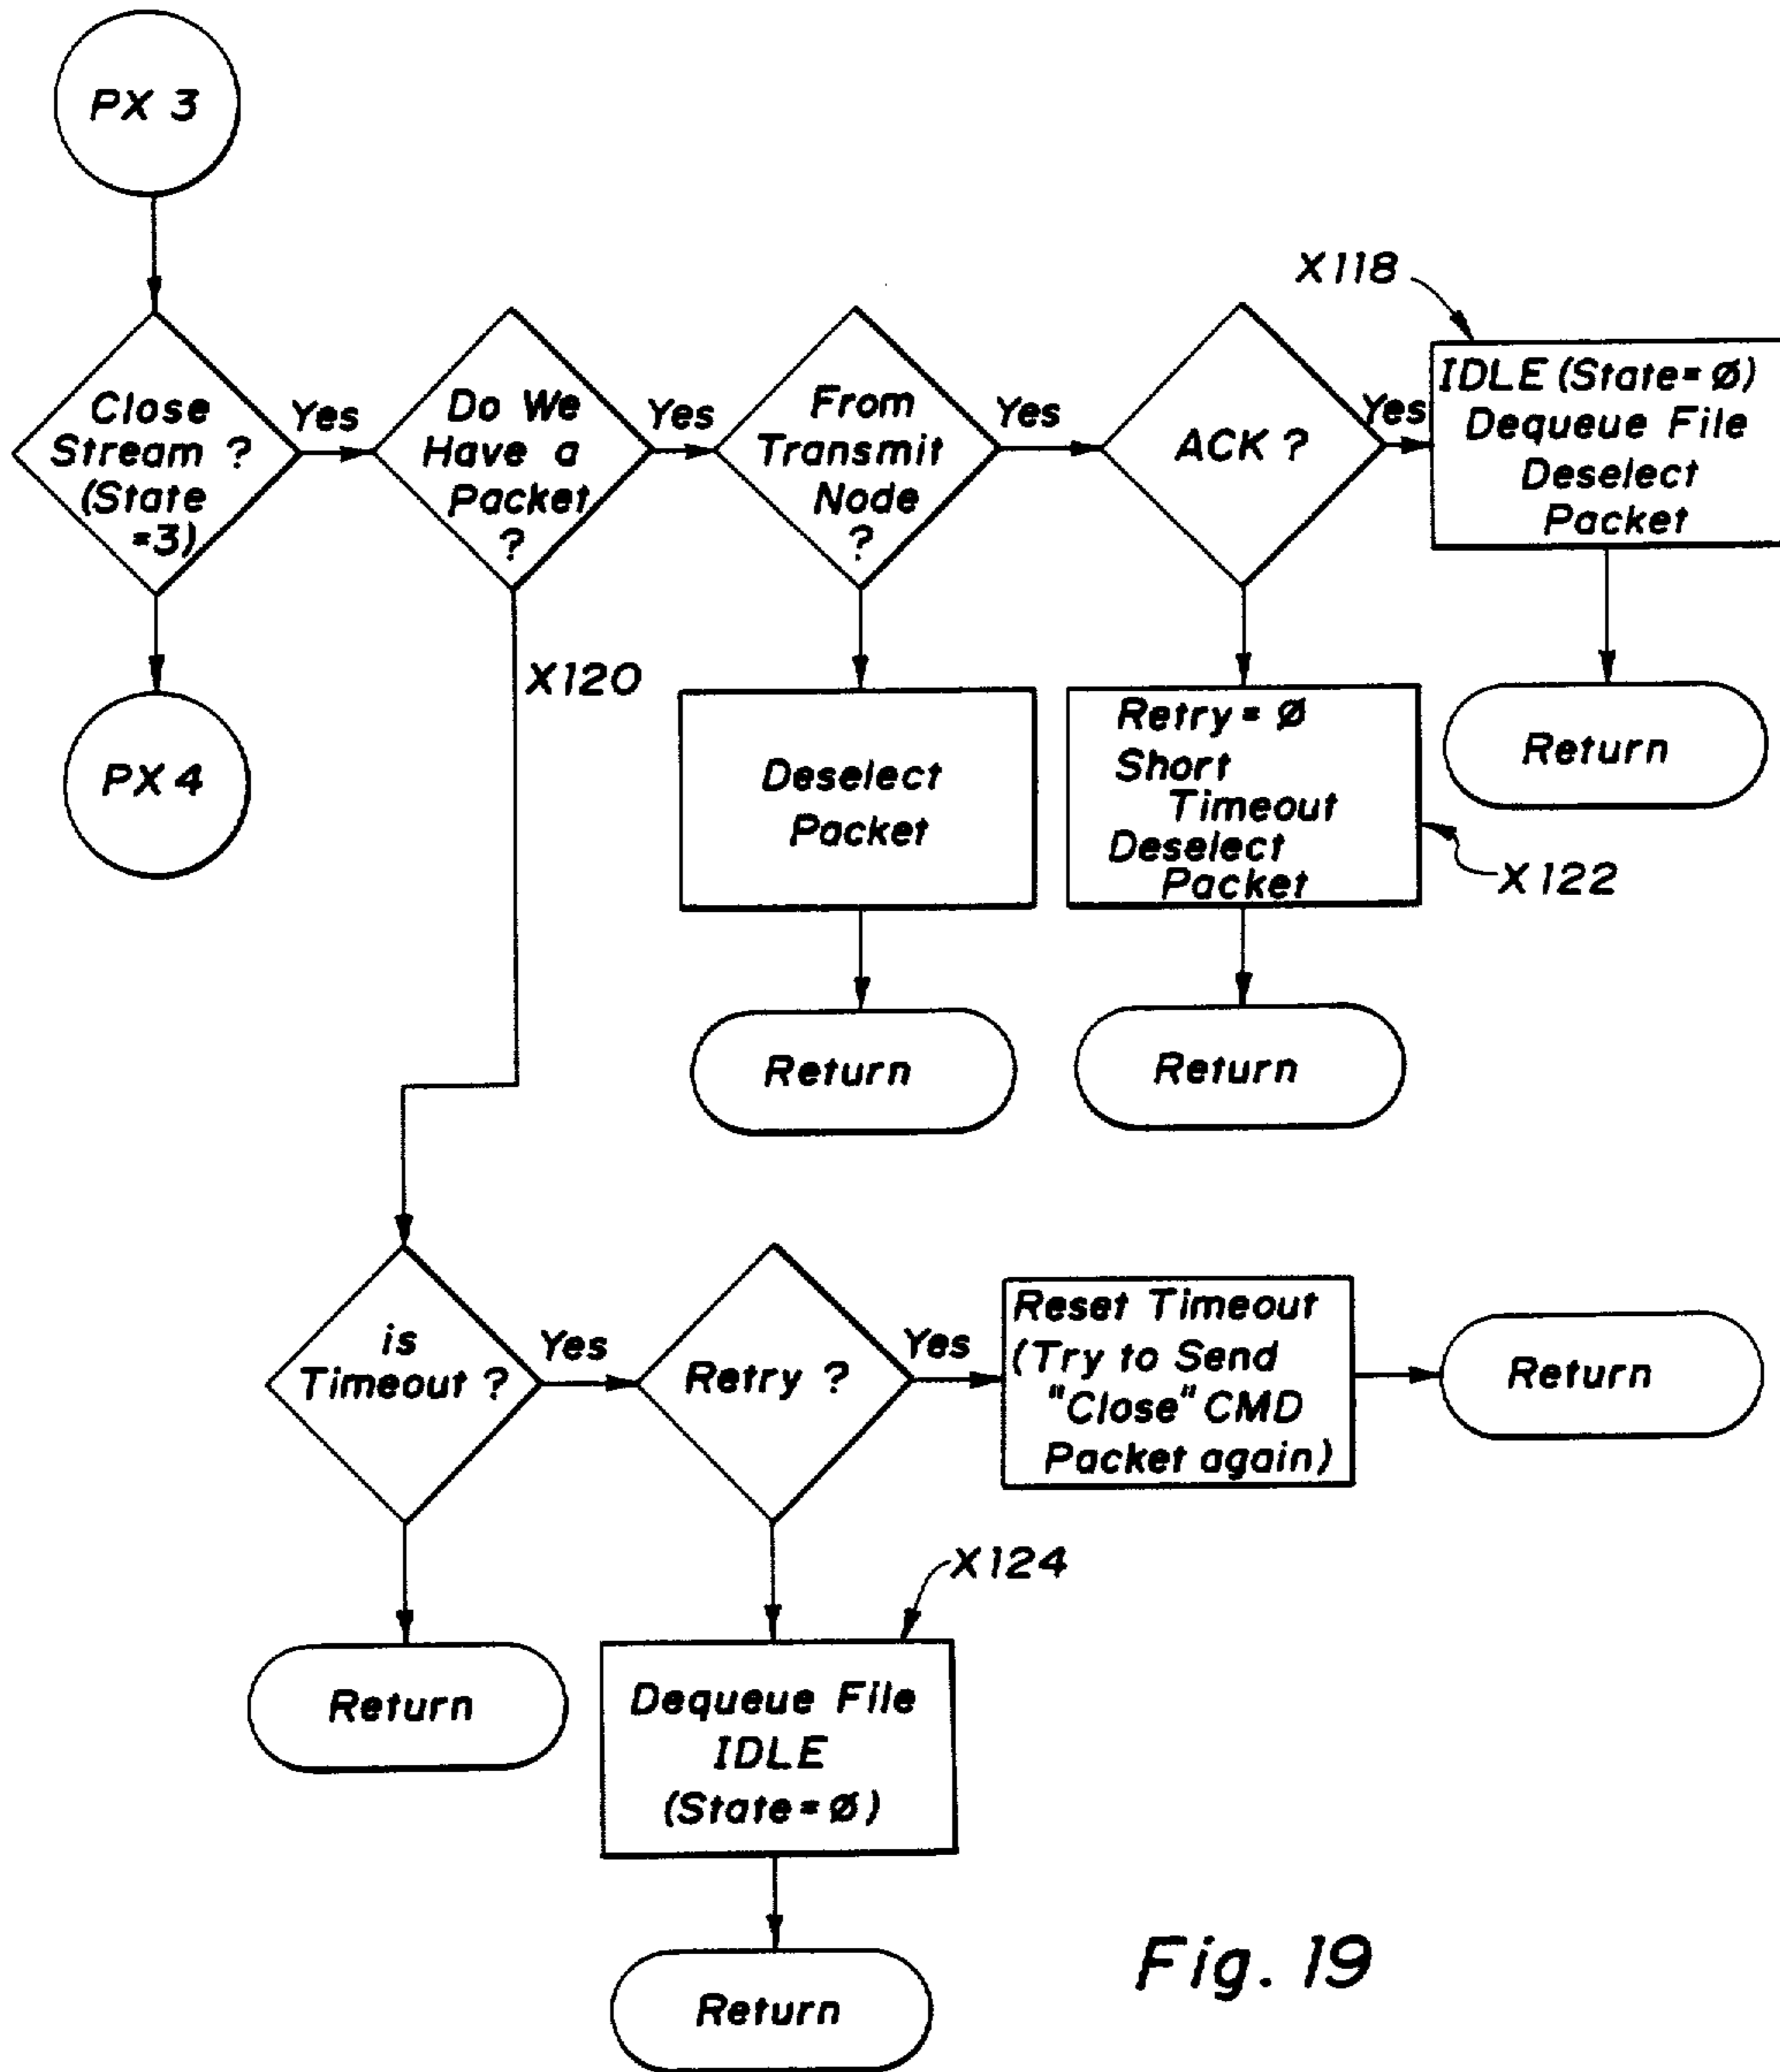 PX 3
X118
Close
Stream ?
(State
=3)
Yes
Do We
Have a
Packet
?
Yes
From
Transmit
Node
?
Yes
ACK ?
Yes
IDLE (State= Ø)
Dequeue File
Deselect
Packet
X120
PX 4
Deselect
Packet
Retry = Ø
Short
Timeout
Deselect
Packet
X122
Return
Return
Return
is
Timeout ?
Yes
Retry ?
Yes
Reset Timeout
(Try to Send
"Close" CMD
Packet again)
Return
X124
Return
Dequeue File
IDLE
(State= Ø)
Return
Fig. 19